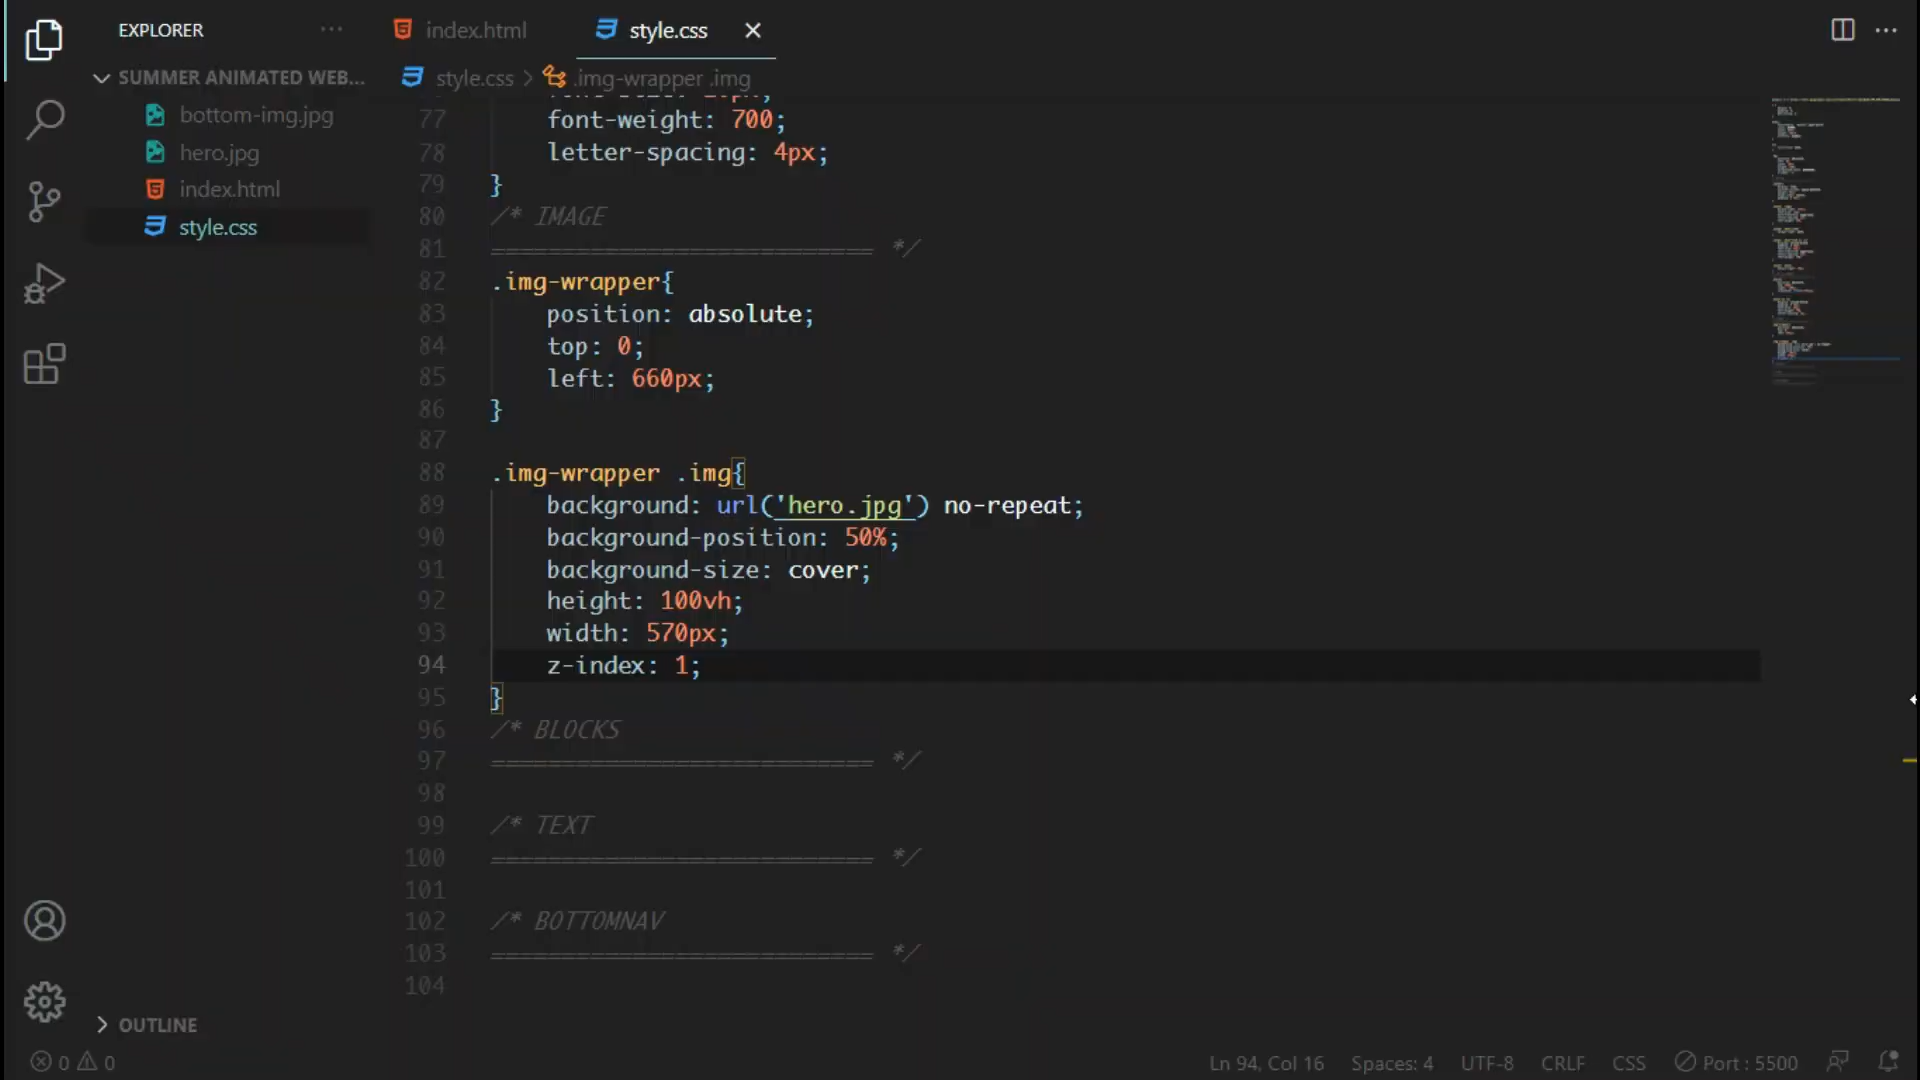 EXPLORER
SUMMER ANIMATED WEB...
bottom-img.jpg
hero.jpg
index.html
style.css
OUTLINE
index.html
style.css
style.css > .img-wrapper .img
77 font-weight: 700;
78 letter-spacing: 4px;
79 }
80 /* IMAGE
81 =========================== */
82 .img-wrapper{
83 position: absolute;
84 top: 0;
85 left: 660px;
86 }
87
88 .img-wrapper .img{
89 background: url('hero.jpg') no-repeat;
90 background-position: 50%;
91 background-size: cover;
92 height: 100vh;
93 width: 570px;
94 z-index: 1;
95 }
96 /* BLOCKS
97 =========================== */
98
99 /* TEXT
100 =========================== */
101
102 /* BOTTOMNAV
103 =========================== */
104
0 0
Ln 94, Col 16 Spaces: 4 UTF-8 CRLF CSS Port : 5500